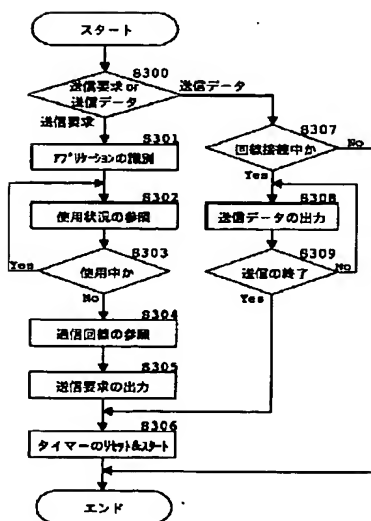 スタート
S300
送信要求 or
送信データ
送信データ
送信要求
S301
アプリケーションの識別
S302
使用状況の参照
S303
使用中か
Yes
No
S304
通信回線の参照
S305
送信要求の出力
S306
タイマーのリセット&スタート
エンド
S307
回線接続中か
No
Yes
S308
送信データの出力
S309
送信の終了
No
Yes